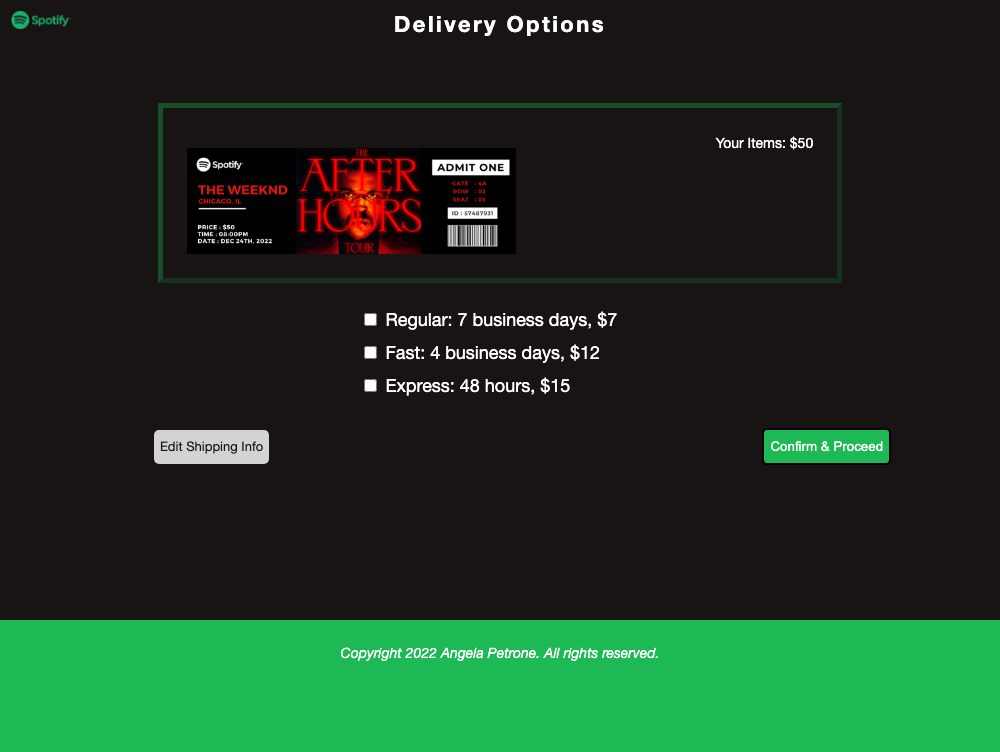 Spotify
Delivery Options
Your Items: $50
Spotify
THE WEEKND
CHICAGO, IL
PRICE : $50
TIME : 08:00PM
DATE : DEC 24TH, 2022
THE
AFTER
HOURS
TOUR
ADMIT ONE
GATE : 4A
ROW : 02
SEAT : 03
ID : 57487931
Regular: 7 business days, $7
Fast: 4 business days, $12
Express: 48 hours, $15
Edit Shipping Info
Confirm & Proceed
Copyright 2022 Angela Petrone. All rights reserved.